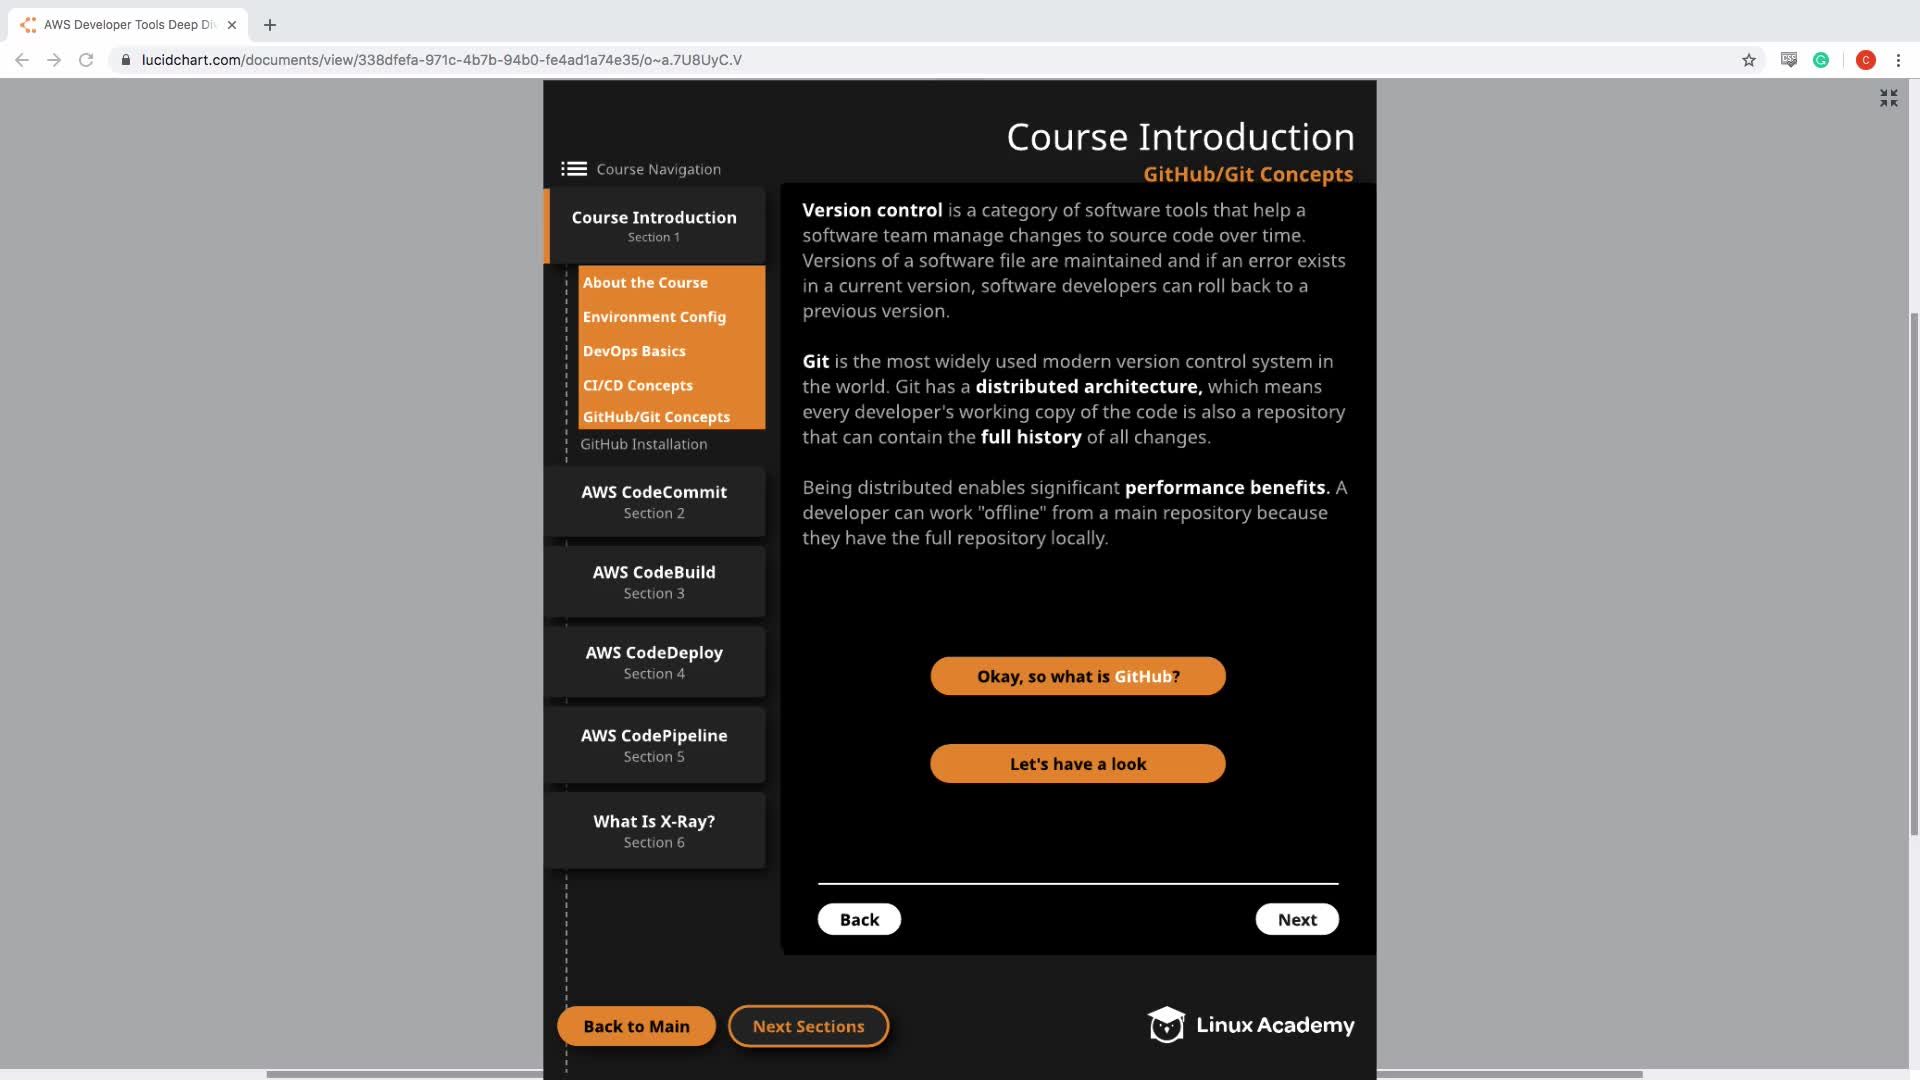 AWS Developer Tools Deep Di
lucidchart.com/documents/view/338dfefa-971c-4b7b-94b0-fe4ad1a74e35/o~a.7U8UyC.V
C
Course Introduction
GitHub/Git Concepts
Course Navigation
Course Introduction
Section 1
About the Course
Environment Config
DevOps Basics
CI/CD Concepts
GitHub/Git Concepts
GitHub Installation
AWS CodeCommit
Section 2
AWS CodeBuild
Section 3
AWS CodeDeploy
Section 4
AWS CodePipeline
Section 5
What Is X-Ray?
Section 6
Version control is a category of software tools that help a
software team manage changes to source code over time.
Versions of a software file are maintained and if an error exists
in a current version, software developers can roll back to a
previous version.
Git is the most widely used modern version control system in
the world. Git has a distributed architecture, which means
every developer's working copy of the code is also a repository
that can contain the full history of all changes.
Being distributed enables significant performance benefits. A
developer can work "offline" from a main repository because
they have the full repository locally.
Okay, so what is GitHub?
Let's have a look
Back
Next
Back to Main
Next Sections
Linux Academy